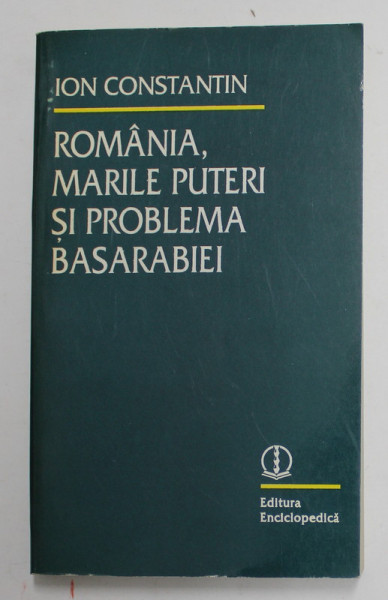 ION CONSTANTIN
ROMÂNIA,
MARILE PUTERI
ȘI PROBLEMA
BASARABIEI
Editura
Enciclopedică